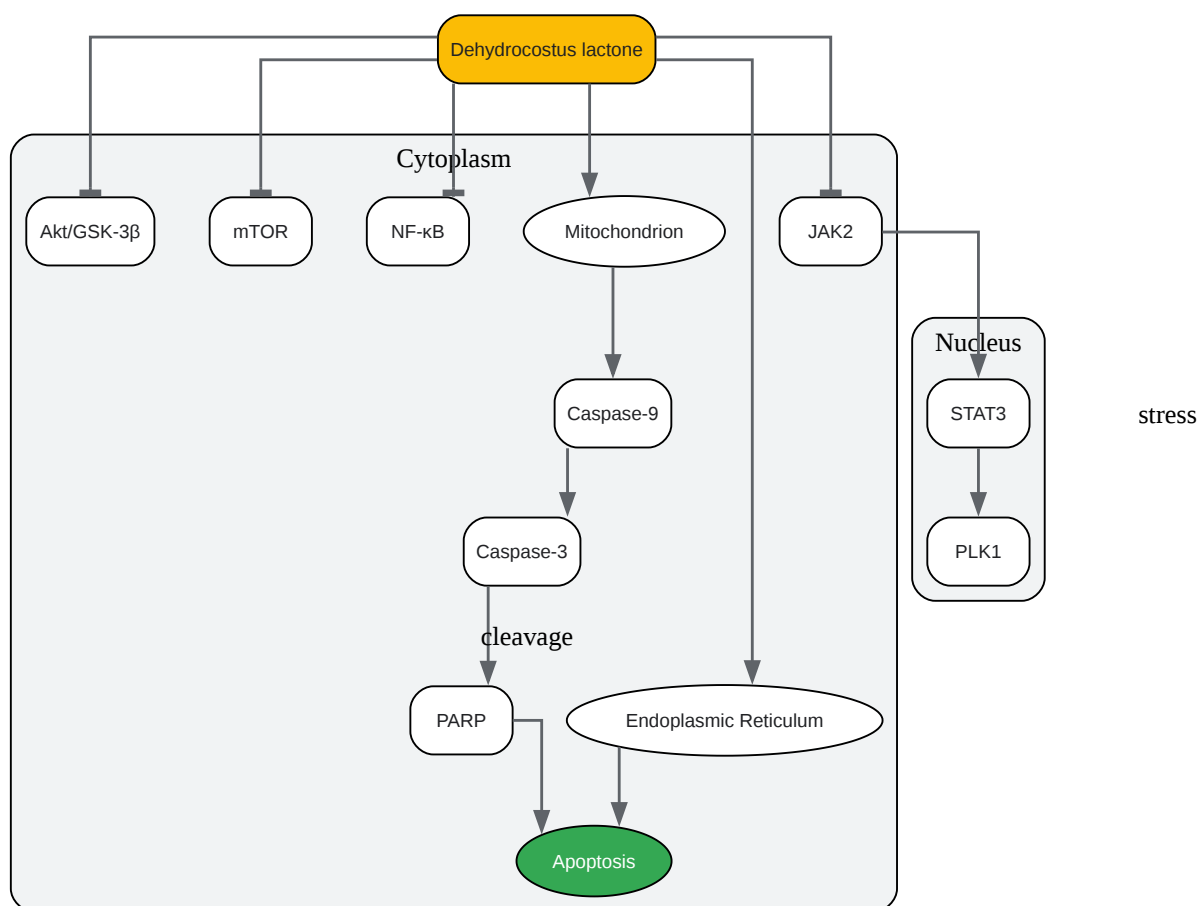 Dehydrocostus lactone
Cytoplasm
Akt/GSK-3β
mTOR
NF-κB
Mitochondrion
JAK2
Nucleus
Caspase-9
STAT3
stress
Caspase-3
PLK1
cleavage
PARP
Endoplasmic Reticulum
Apoptosis